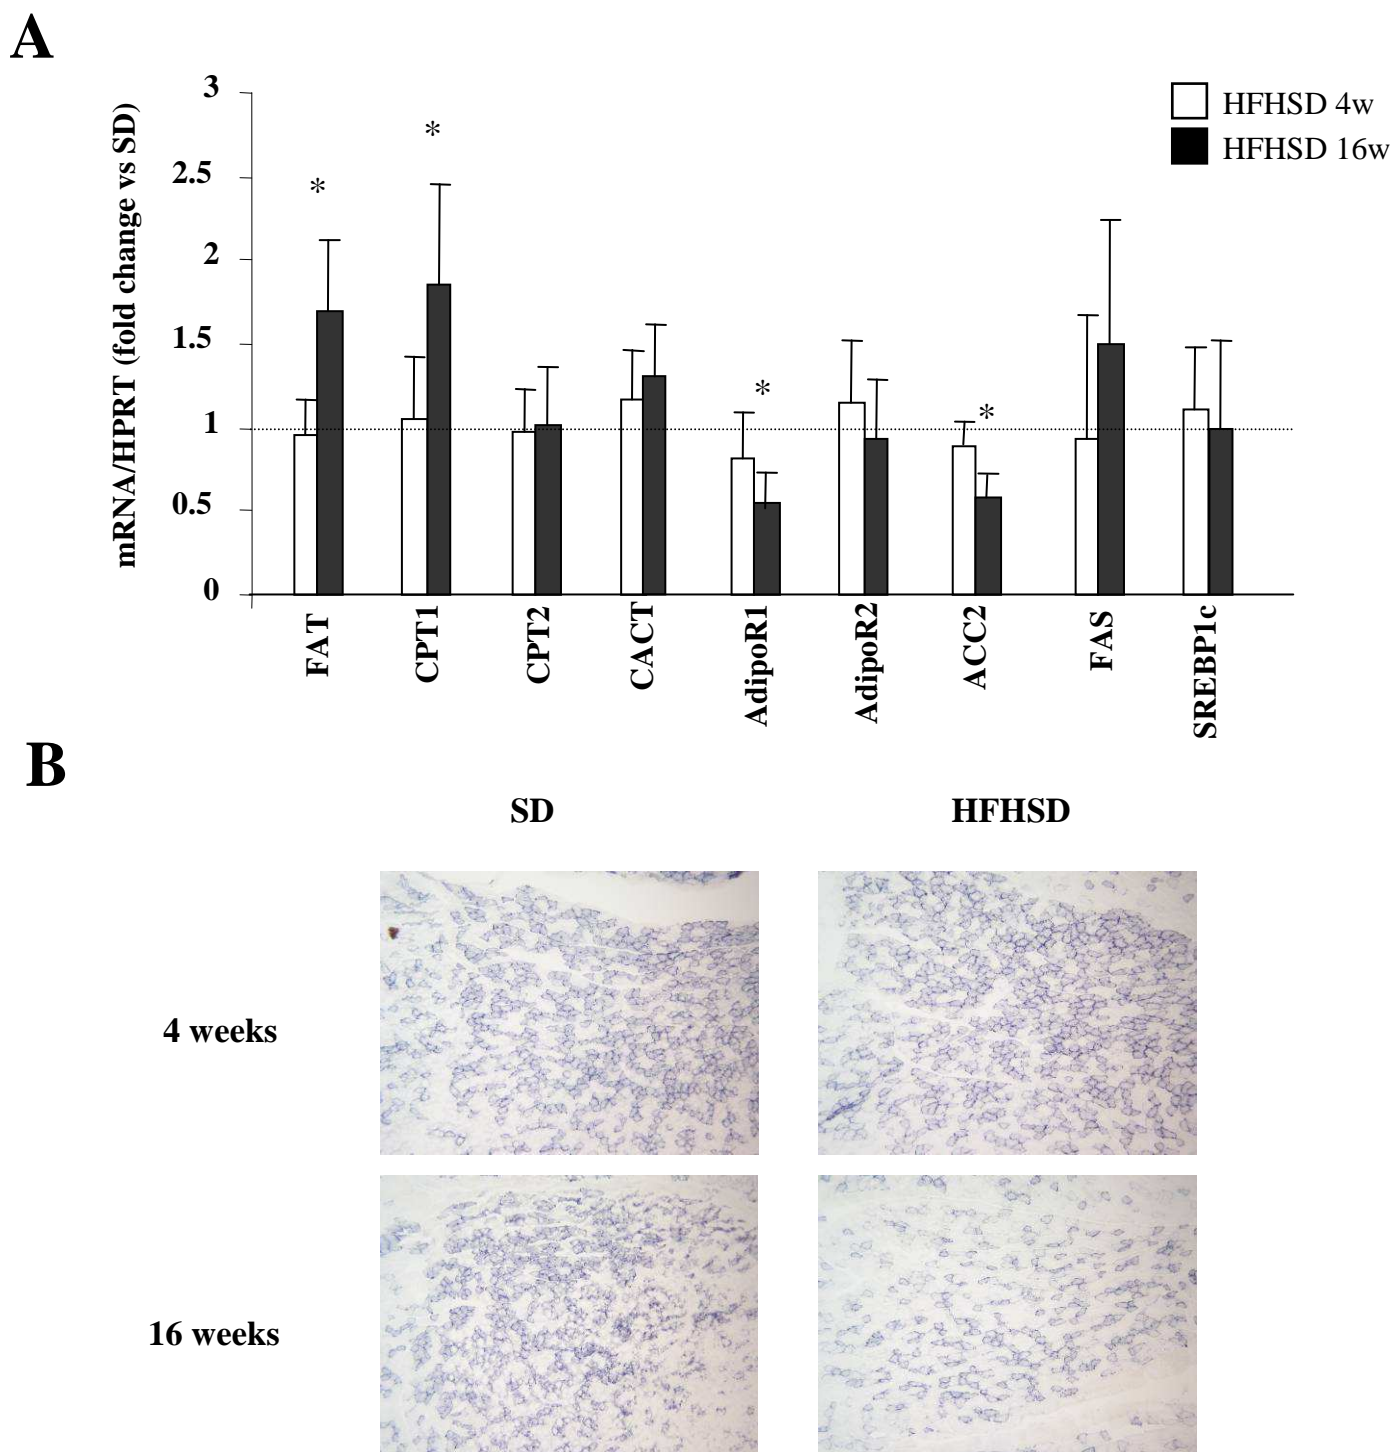 A
mRNA/HPRT (fold change vs SD)
3
2.5
2
1.5
1
0.5
0
*
*
*
*
HFHSD 4w
HFHSD 16w
FAT
CPT1
CPT2
CACT
AdipoR1
AdipoR2
ACC2
FAS
SREBP1c
B
SD
HFHSD
4 weeks
16 weeks